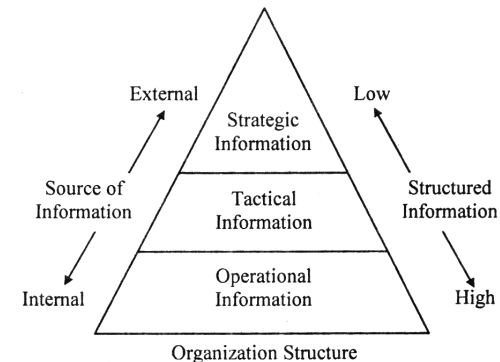 External
Low
Strategic
Information
Source of
Information
Tactical
Information
Structured
Information
Operational
Information
Internal
High
Organization Structure